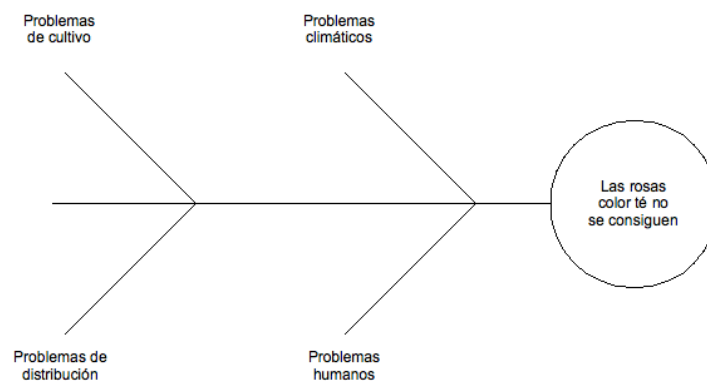 Problemas
de cultivo
Problemas
climáticos
Las rosas
color té no
se consiguen
Problemas de
distribución
Problemas
humanos